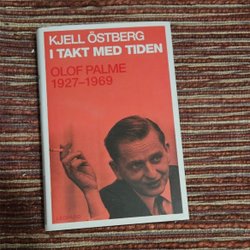 KJELL ÖSTBERG
I TAKT MED TIDEN
OLOF PALME
1927–1969